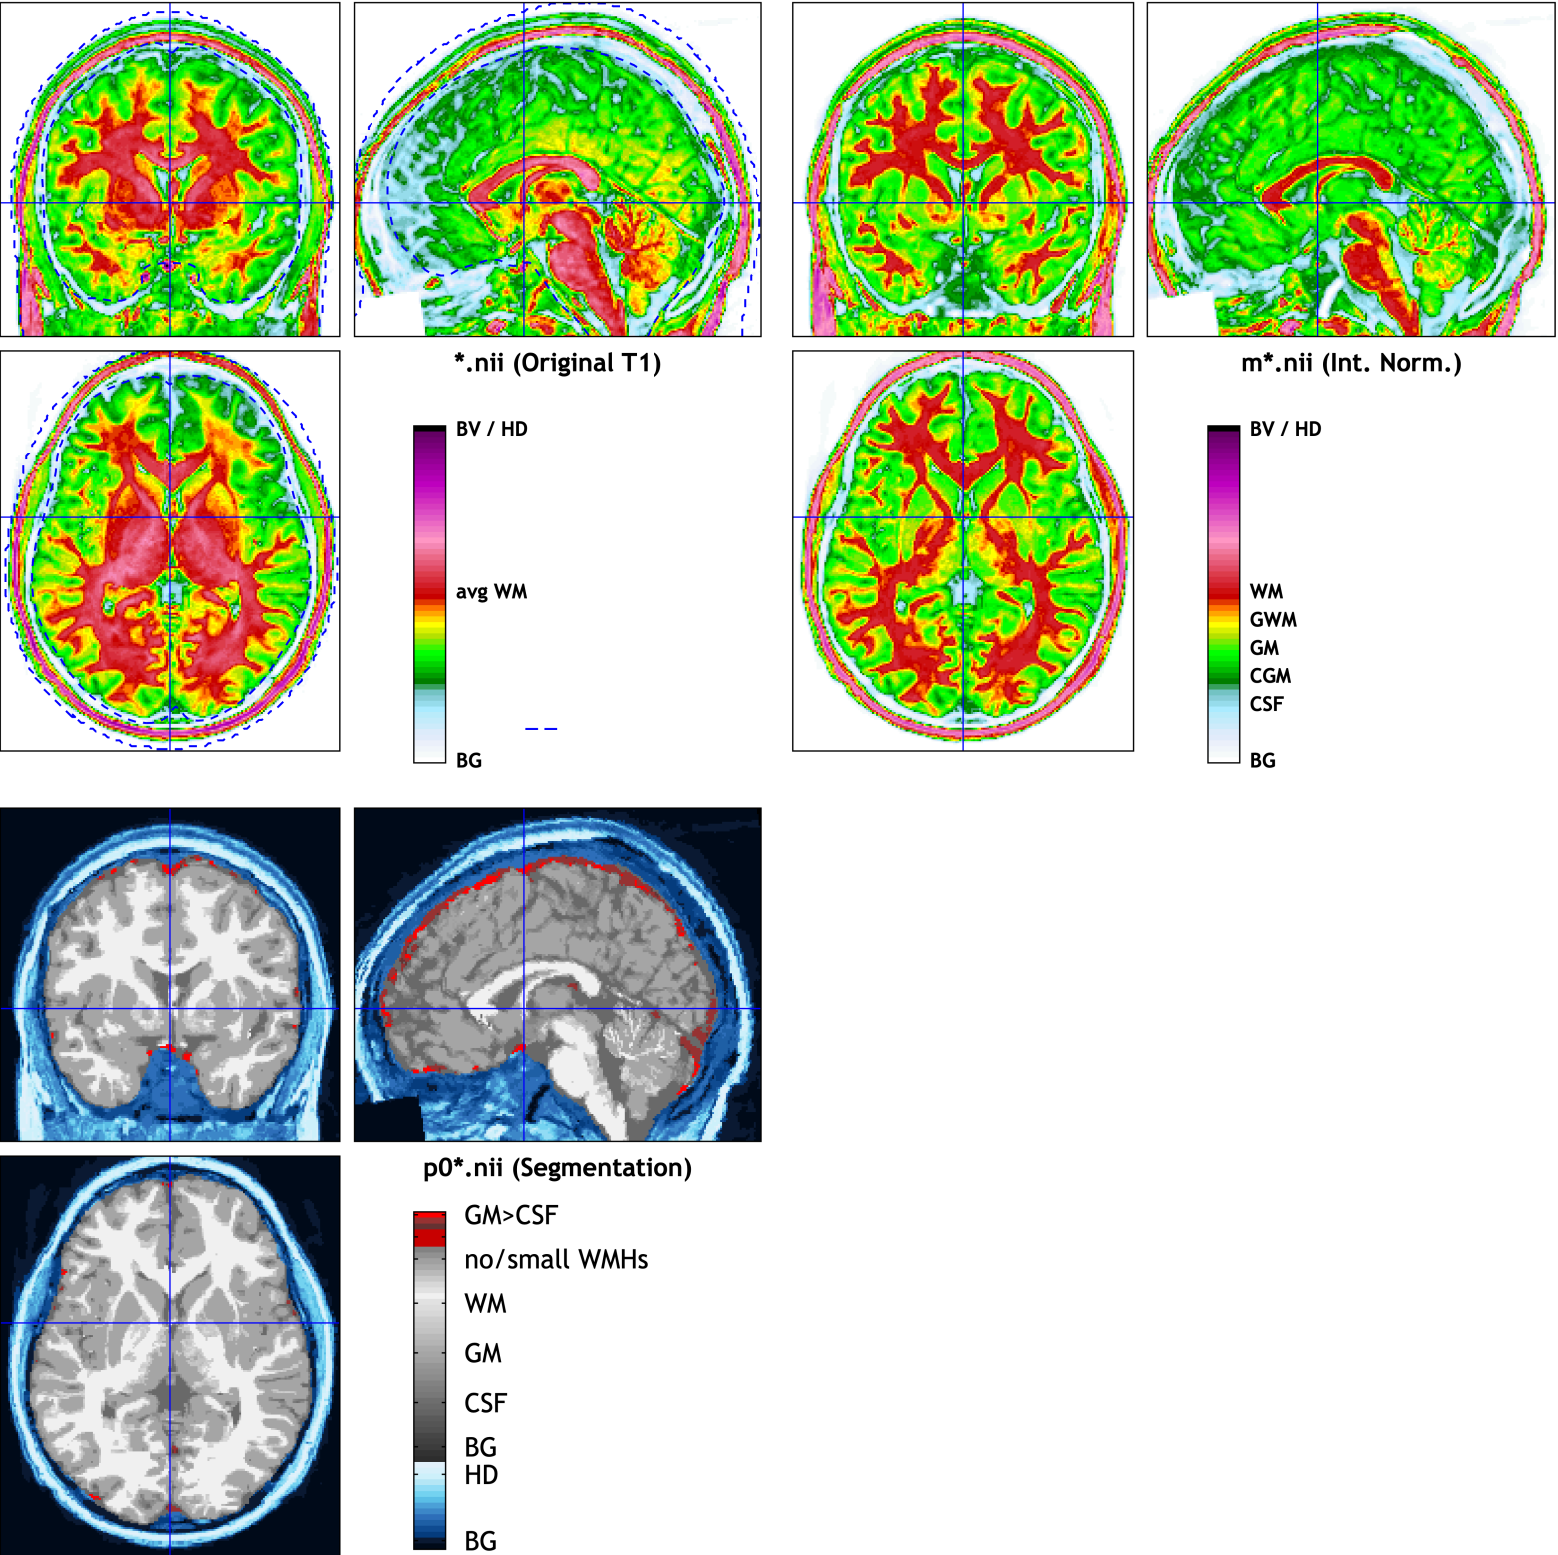 *.nii (Original T1)
BV / HD
avg WM
BG
m*.nii (Int. Norm.)
BV / HD
WM
GWM
GM
CGM
CSF
BG
p0*.nii (Segmentation)
GM>CSF
no/small WMHs
WM
GM
CSF
BG
HD
BG